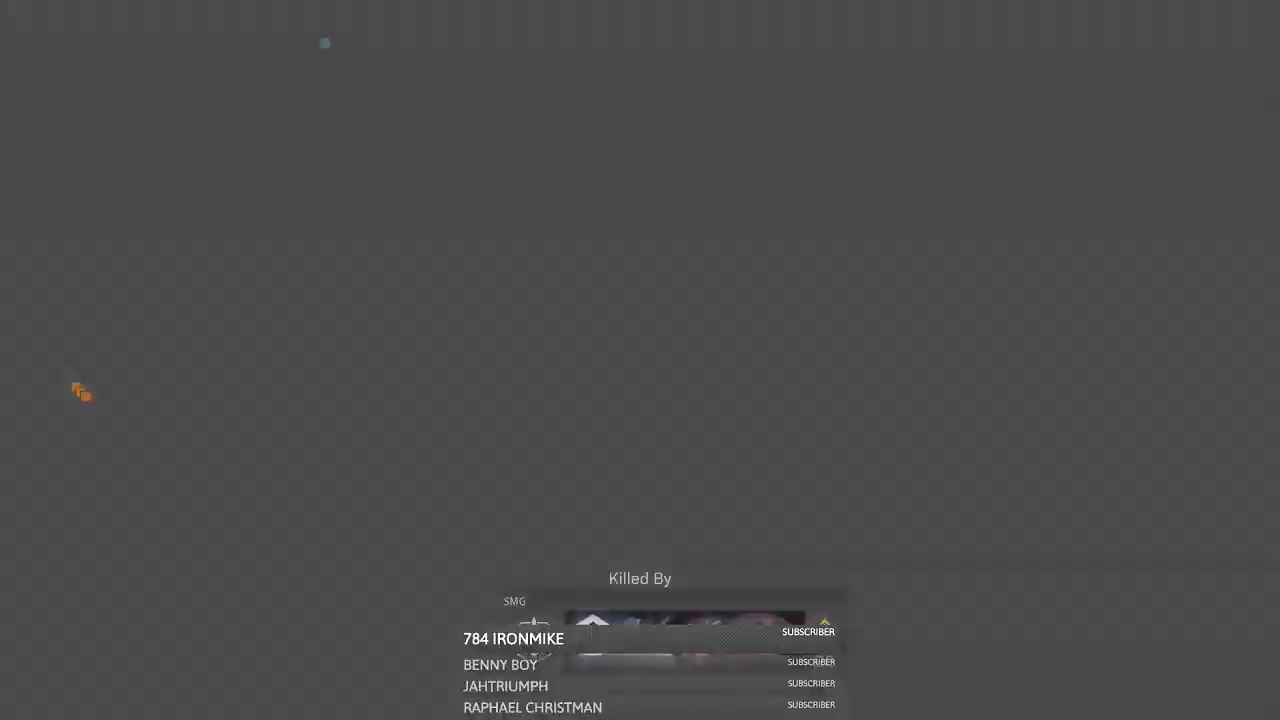 Killed By
SMG
784 IRONMIKE SUBSCRIBER
BENNY BOY SUBSCRIBER
JAHTRIUMPH SUBSCRIBER
RAPHAEL CHRISTMAN SUBSCRIBER